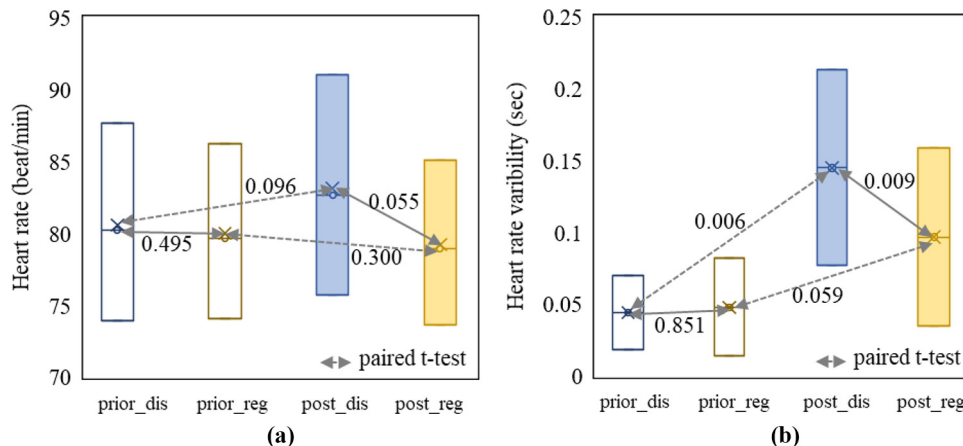 Heart rate (beat/min)
95
90
85
80
75
70
0.096
0.055
0.495
0.300
paired t-test
prior_dis
prior_reg
post_dis
post_reg
(a)
Heart rate varibility (sec)
0.25
0.2
0.15
0.1
0.05
0
0.006
0.009
0.851
0.059
paired t-test
prior_dis
prior_reg
post_dis
post_reg
(b)